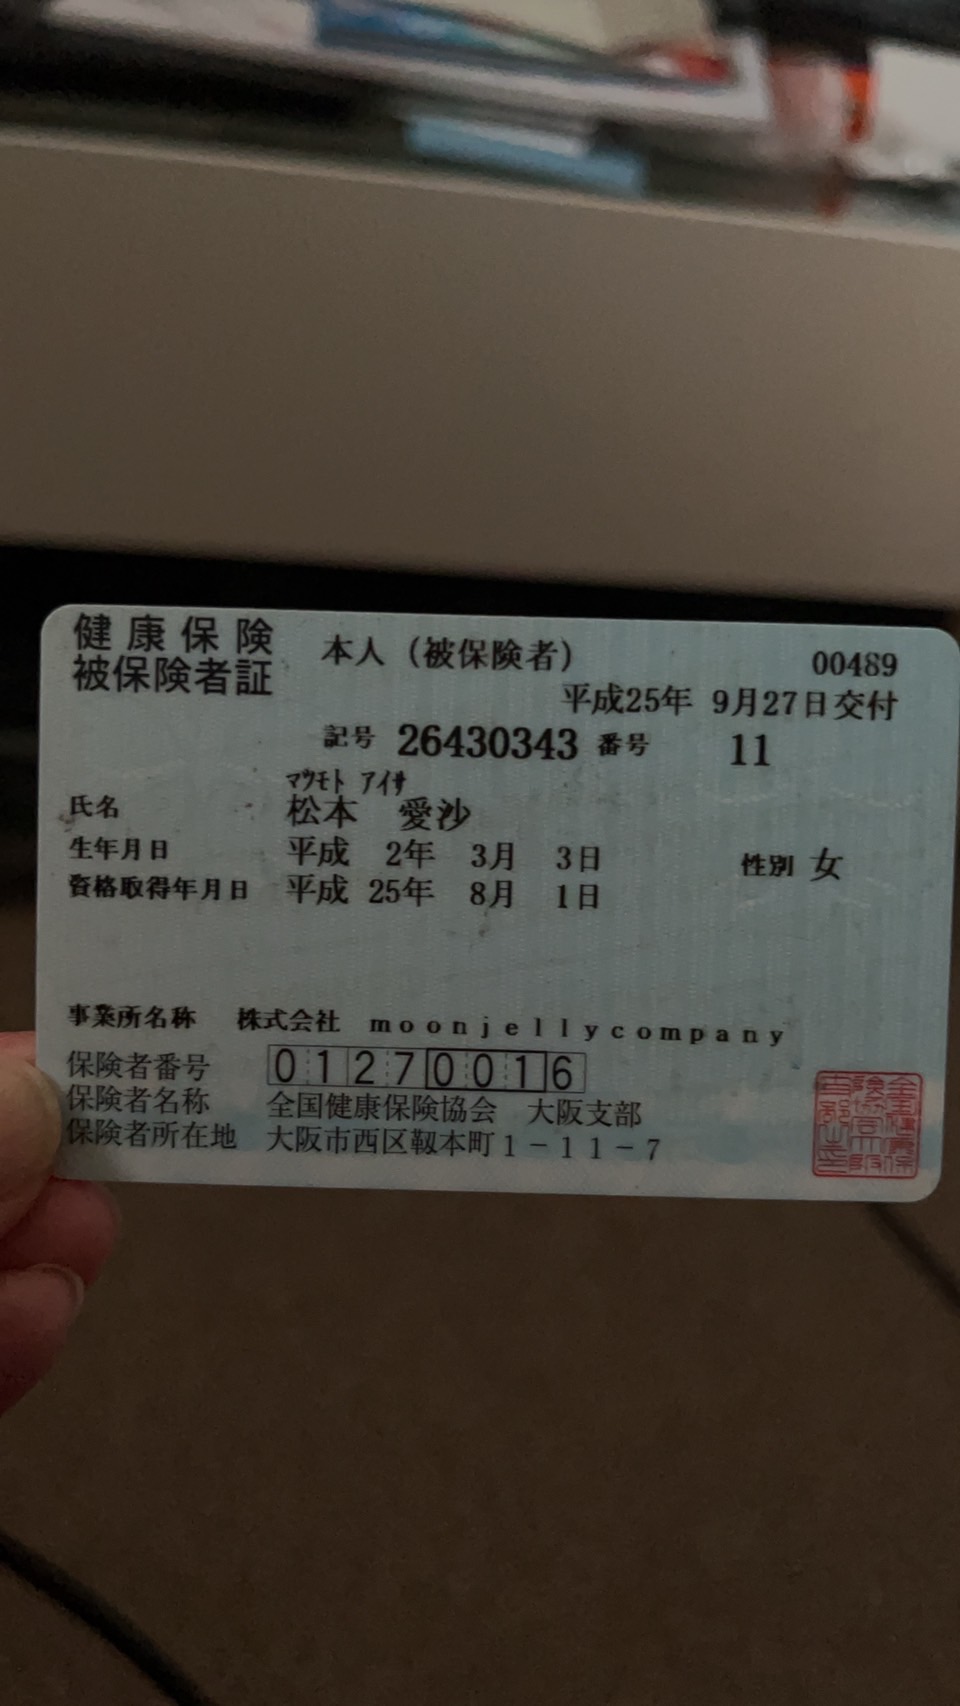 健康保険 本人（被保険者） 00489
被保険者証
平成25年 9月27日交付
記号 26430343 番号 11
ﾏﾂﾓﾄ ｱｲｻ
氏名 松本 愛沙
生年月日 平成 2年 3月 3日 性別 女
資格取得年月日 平成 25年 8月 1日
事業所名称 株式会社 ｍｏｏｎｊｅｌｌｙｃｏｍｐａｎｙ
保険者番号 01270016
保険者名称 全国健康保険協会 大阪支部
保険者所在地 大阪市西区靱本町１－１１－７